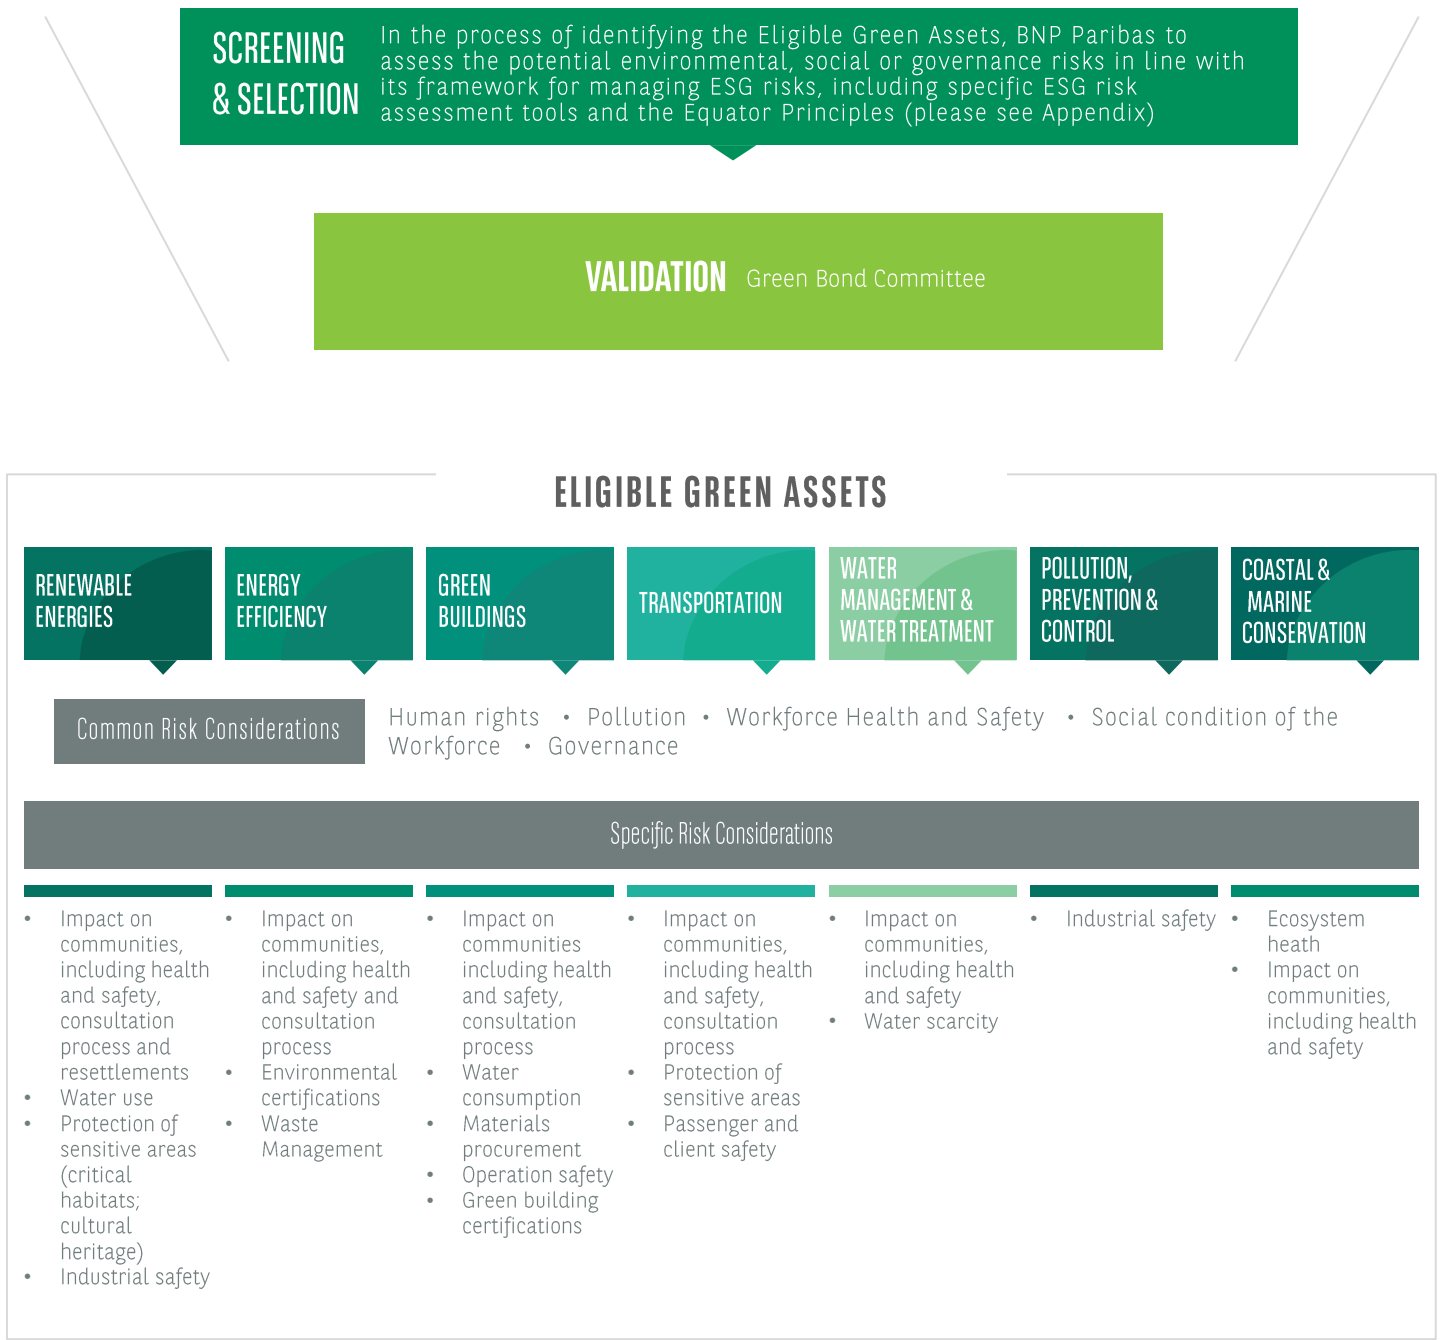 SCREENING
& SELECTION
In the process of identifying the Eligible Green Assets, BNP Paribas to
assess the potential environmental, social or governance risks in line with
its framework for managing ESG risks, including specific ESG risk
assessment tools and the Equator Principles (please see Appendix)
VALIDATION Green Bond Committee
ELIGIBLE GREEN ASSETS
RENEWABLE
ENERGIES
ENERGY
EFFICIENCY
GREEN
BUILDINGS
TRANSPORTATION
WATER
MANAGEMENT &
WATER TREATMENT
POLLUTION,
PREVENTION &
CONTROL
COASTAL &
MARINE
CONSERVATION
Common Risk Considerations
Human rights • Pollution • Workforce Health and Safety • Social condition of the
Workforce • Governance
Specific Risk Considerations
• Impact on
communities,
including health
and safety,
consultation
process and
resettlements
• Water use
• Protection of
sensitive areas
(critical
habitats;
cultural
heritage)
• Industrial safety
• Impact on
communities,
including health
and safety and
consultation
process
• Environmental
certifications
• Waste
Management
• Impact on
communities
including health
and safety,
consultation
process
• Water
consumption
• Materials
procurement
• Operation safety
• Green building
certifications
• Impact on
communities,
including health
and safety,
consultation
process
• Protection of
sensitive areas
• Passenger and
client safety
• Impact on
communities,
including health
and safety
• Water scarcity
• Industrial safety
• Ecosystem
heath
• Impact on
communities,
including health
and safety